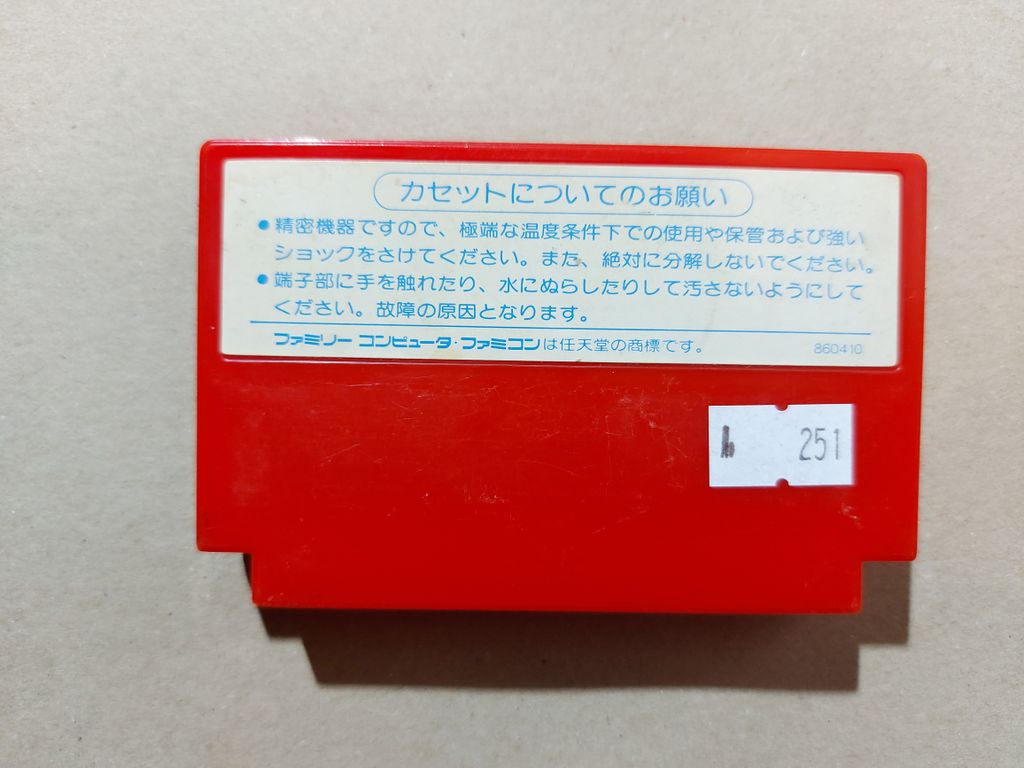 カセットについてのお願い
●精密機器ですので、極端な温度条件下での使用や保管および強い
ショックをさけてください。また、絶対に分解しないでください。
●端子部に手を触れたり、水にぬらしたりして汚さないようにして
ください。故障の原因となります。
ファミリー コンピュータ・ファミコンは任天堂の商標です。
860410
251